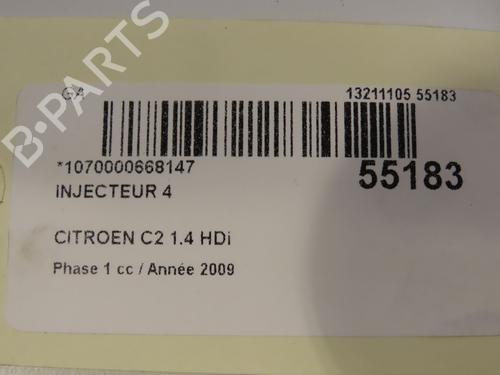 GA
13211105 55183
B-PARTS
*1070000668147
55183
INJECTEUR 4
CITROEN C2 1.4 HDi
Phase 1 cc / Année 2009